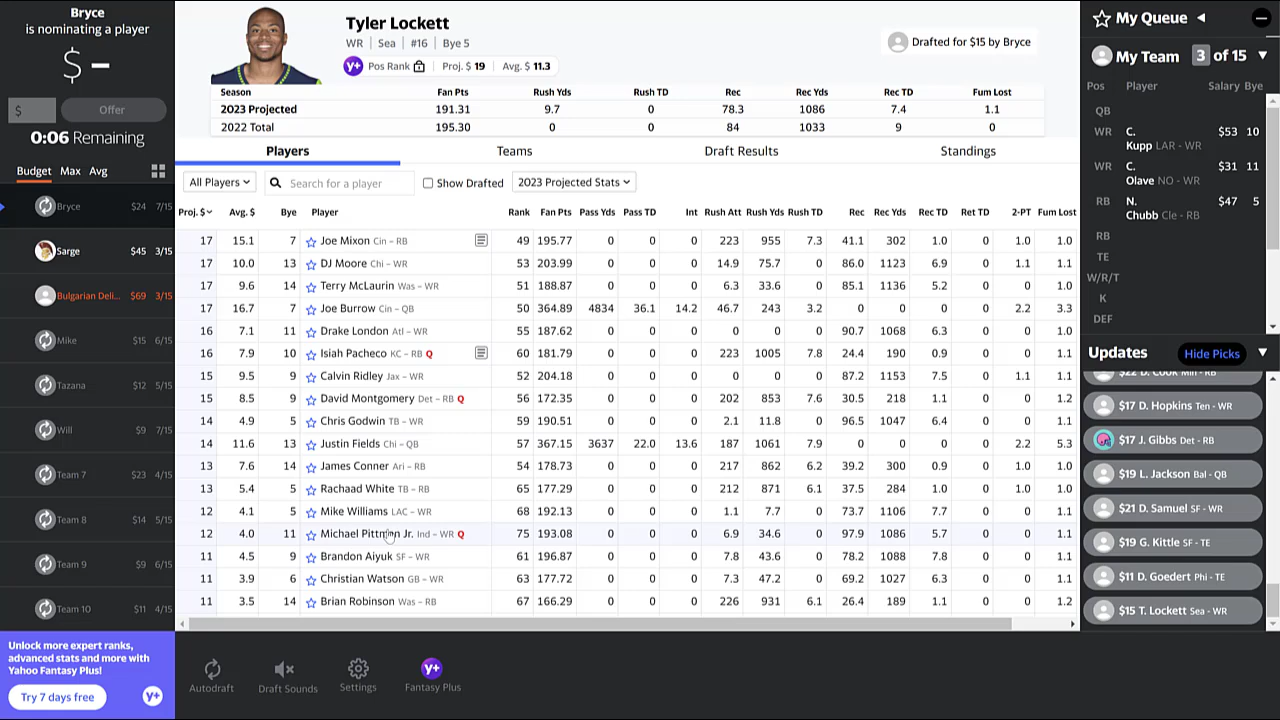 Bryce
is nominating a player
$ –
$
Offer
0:06 Remaining
Budget Max Avg
Bryce $24 7/15
Sarge $45 3/15
Bulgarian Deli... $69 3/15
Mike $15 6/15
Tazana $12 5/15
Will $9 7/15
Team 7 $23 4/15
Team 8 $14 5/15
Team 9 $9 6/15
Team 10 $11 4/15
Unlock more expert ranks,
advanced stats and more with
Yahoo Fantasy Plus!
Try 7 days free
y+
Tyler Lockett
WR Sea #16 Bye 5
y+ Pos Rank Proj. $ 19 Avg. $ 11.3
Drafted for $15 by Bryce
Season Fan Pts Rush Yds Rush TD Rec Rec Yds Rec TD Fum Lost
2023 Projected 191.31 9.7 0 78.3 1086 7.4 1.1
2022 Total 195.30 0 0 84 1033 9 0
Players Teams Draft Results Standings
All Players Search for a player Show Drafted 2023 Projected Stats
Proj. $ Avg. $ Bye Player Rank Fan Pts Pass Yds Pass TD Int Rush Att Rush Yds Rush TD Rec Rec Yds Rec TD Ret TD 2-PT Fum Lost
17 15.1 7 Joe Mixon Cin - RB 49 195.77 0 0 0 223 955 7.3 41.1 302 1.0 0 1.0 1.0
17 10.0 13 DJ Moore Chi - WR 53 203.99 0 0 0 14.9 75.7 0 86.0 1123 6.9 0 1.1 1.1
17 9.6 14 Terry McLaurin Was - WR 51 188.87 0 0 0 6.3 33.6 0 85.1 1136 5.2 0 0 1.0
17 16.7 7 Joe Burrow Cin - QB 50 364.89 4834 36.1 14.2 46.7 243 3.2 0 0 0 0 2.2 3.3
16 7.1 11 Drake London Atl - WR 55 187.62 0 0 0 0 0 0 90.7 1068 6.3 0 0 1.0
16 7.9 10 Isiah Pacheco KC - RB Q 60 181.79 0 0 0 223 1005 7.8 24.4 190 0.9 0 0 1.1
15 9.5 9 Calvin Ridley Jax - WR 52 204.18 0 0 0 0 0 0 87.2 1153 7.5 0 1.1 1.0
15 8.5 9 David Montgomery Det - RB Q 56 172.35 0 0 0 202 853 7.6 30.5 218 1.1 0 0 1.2
14 4.9 5 Chris Godwin TB - WR 59 190.51 0 0 0 2.1 11.8 0 96.5 1047 6.4 0 0 1.1
14 11.6 13 Justin Fields Chi - QB 57 367.15 3637 22.0 13.6 187 1061 7.9 0 0 0 0 2.2 5.3
13 7.6 14 James Conner Ari - RB 54 178.73 0 0 0 217 862 6.2 39.2 300 0.9 0 1.0 1.0
13 5.4 5 Rachaad White TB - RB 65 177.29 0 0 0 212 871 6.1 37.5 284 1.0 0 1.0 1.0
12 4.1 5 Mike Williams LAC - WR 68 192.13 0 0 0 1.1 7.7 0 73.7 1106 7.7 0 0 1.1
12 4.0 11 Michael Pittman Jr. Ind - WR Q 75 193.08 0 0 0 6.9 34.6 0 97.9 1086 5.7 0 0 1.1
11 4.5 9 Brandon Aiyuk SF - WR 61 196.87 0 0 0 7.8 43.6 0 78.2 1088 7.8 0 0 1.1
11 3.9 6 Christian Watson GB - WR 63 177.72 0 0 0 7.3 47.2 0 69.2 1027 6.3 0 0 1.1
11 3.5 14 Brian Robinson Was - RB 67 166.29 0 0 0 226 931 6.1 26.4 189 1.1 0 0 1.2
Autodraft Draft Sounds Settings y+ Fantasy Plus
My Queue
My Team 3 of 15
Pos Player Salary Bye
QB
WR C. Kupp LAR - WR $53 10
WR C. Olave NO - WR $31 11
RB N. Chubb Cle - RB $47 5
RB
TE
W/R/T
K
DEF
Updates Hide Picks
$22 D. Cook Min - RB
$17 D. Hopkins Ten - WR
$17 J. Gibbs Det - RB
$19 L. Jackson Bal - QB
$21 D. Samuel SF - WR
$19 G. Kittle SF - TE
$11 D. Goedert Phi - TE
$15 T. Lockett Sea - WR